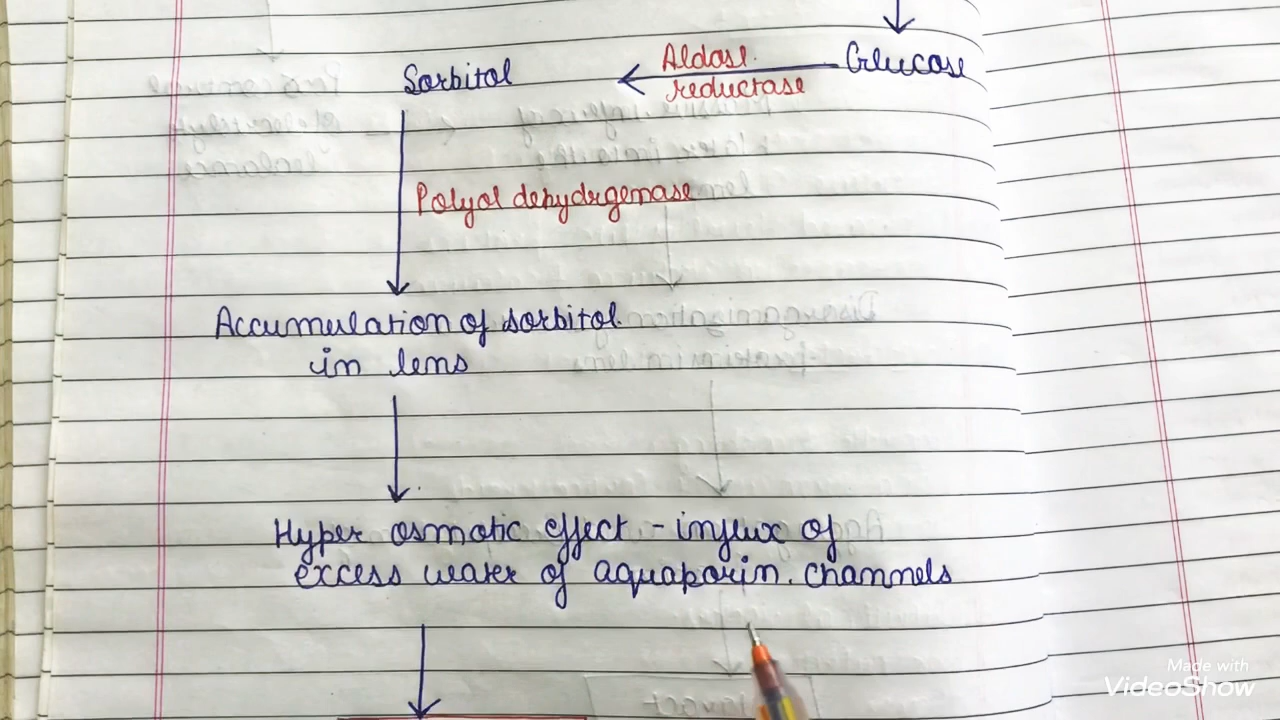 Glucose
Aldose
reductase
Sorbitol
Polyol dehydrgenase
Accumulation of sorbitol
in lens
Hyper osmotic effect - influx of
excess water of aquaporin channels
Made with
VideoShow